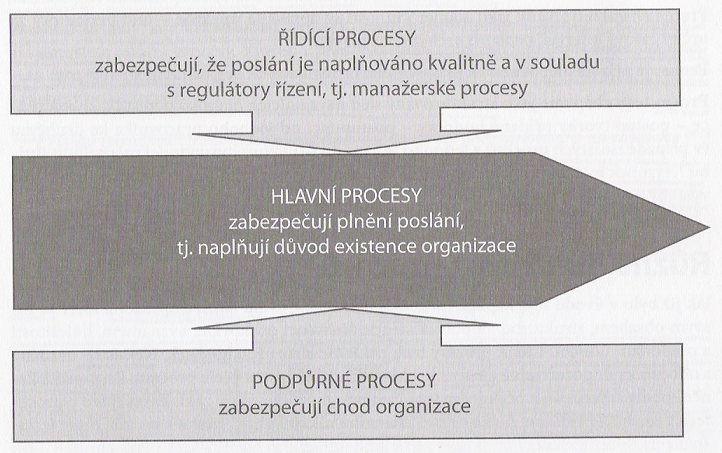 ŘÍDÍCÍ PROCESY
zabezpečují, že poslání je naplňováno kvalitně a v souladu
s regulátory řízení, tj. manažerské procesy
HLAVNÍ PROCESY
zabezpečují plnění poslání,
tj. naplňují důvod existence organizace
PODPŮRNÉ PROCESY
zabezpečují chod organizace